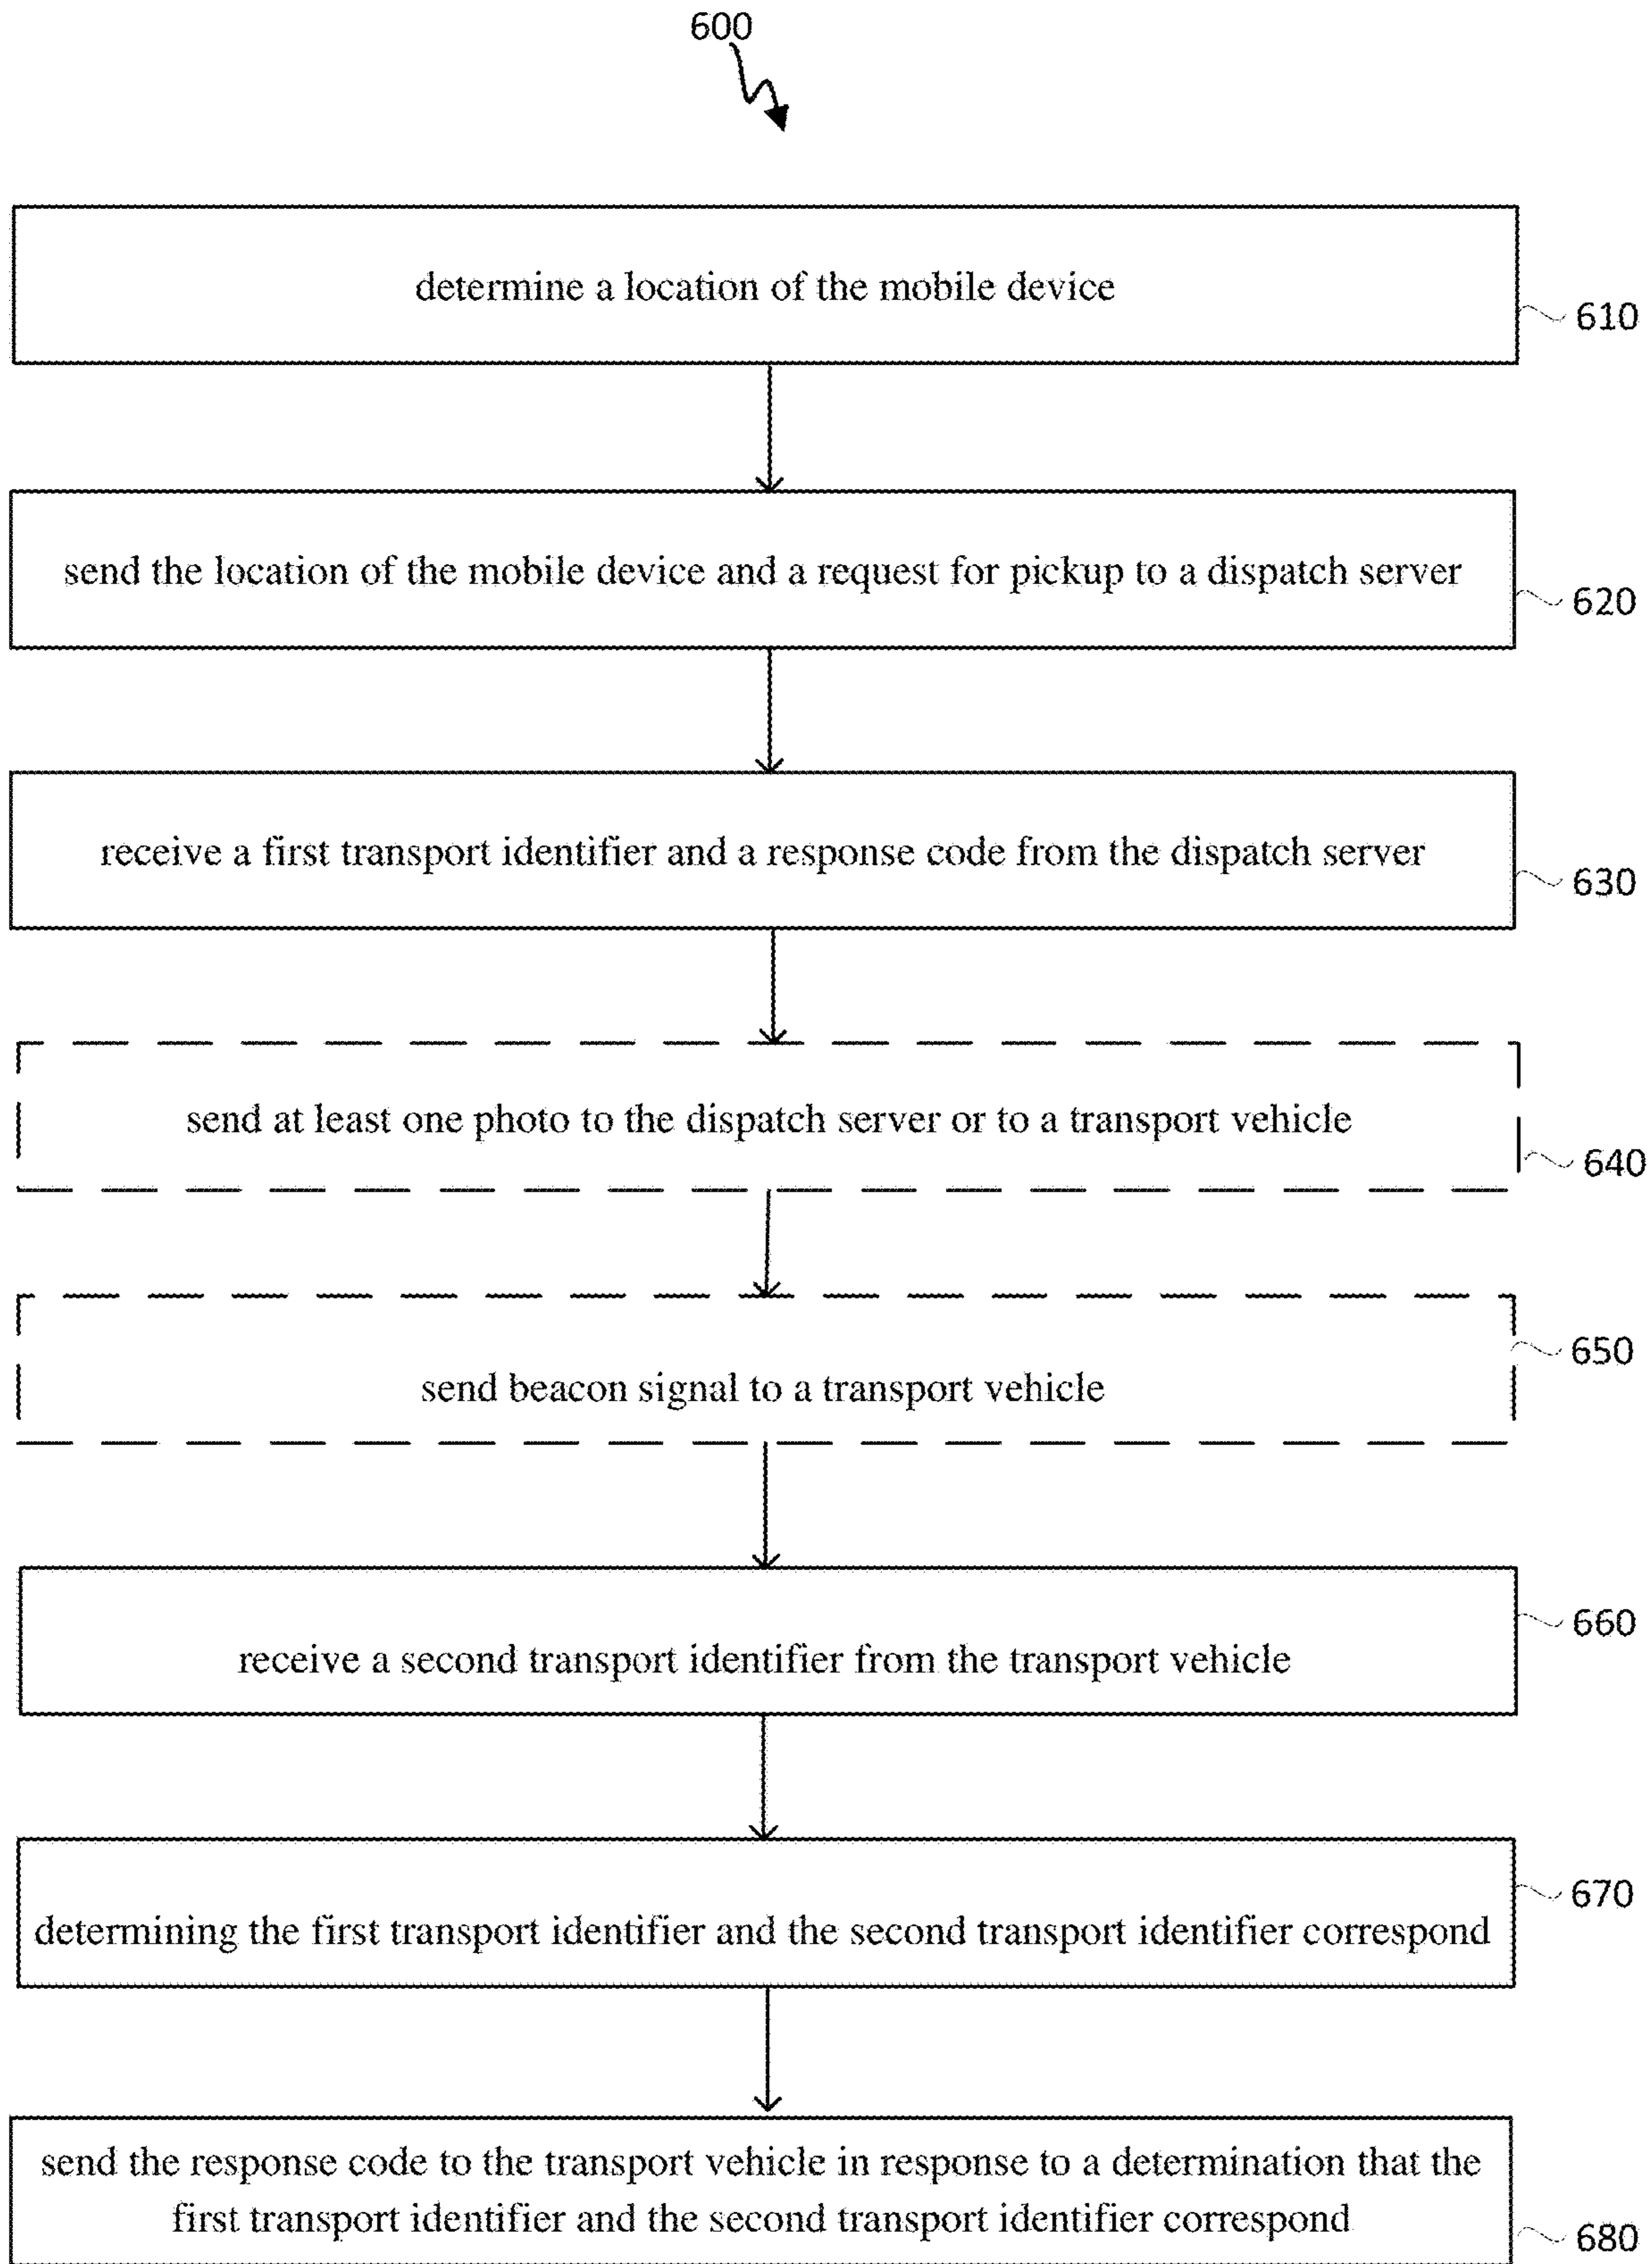 600
determine a location of the mobile device
610
send the location of the mobile device and a request for pickup to a dispatch server
620
receive a first transport identifier and a response code from the dispatch server
630
send at least one photo to the dispatch server or to a transport vehicle
640
650
send beacon signal to a transport vehicle
660
receive a second transport identifier from the transport vehicle
670
determining the first transport identifier and the second transport identifier correspond
send the response code to the transport vehicle in response to a determination that the
first transport identifier and the second transport identifier correspond
680